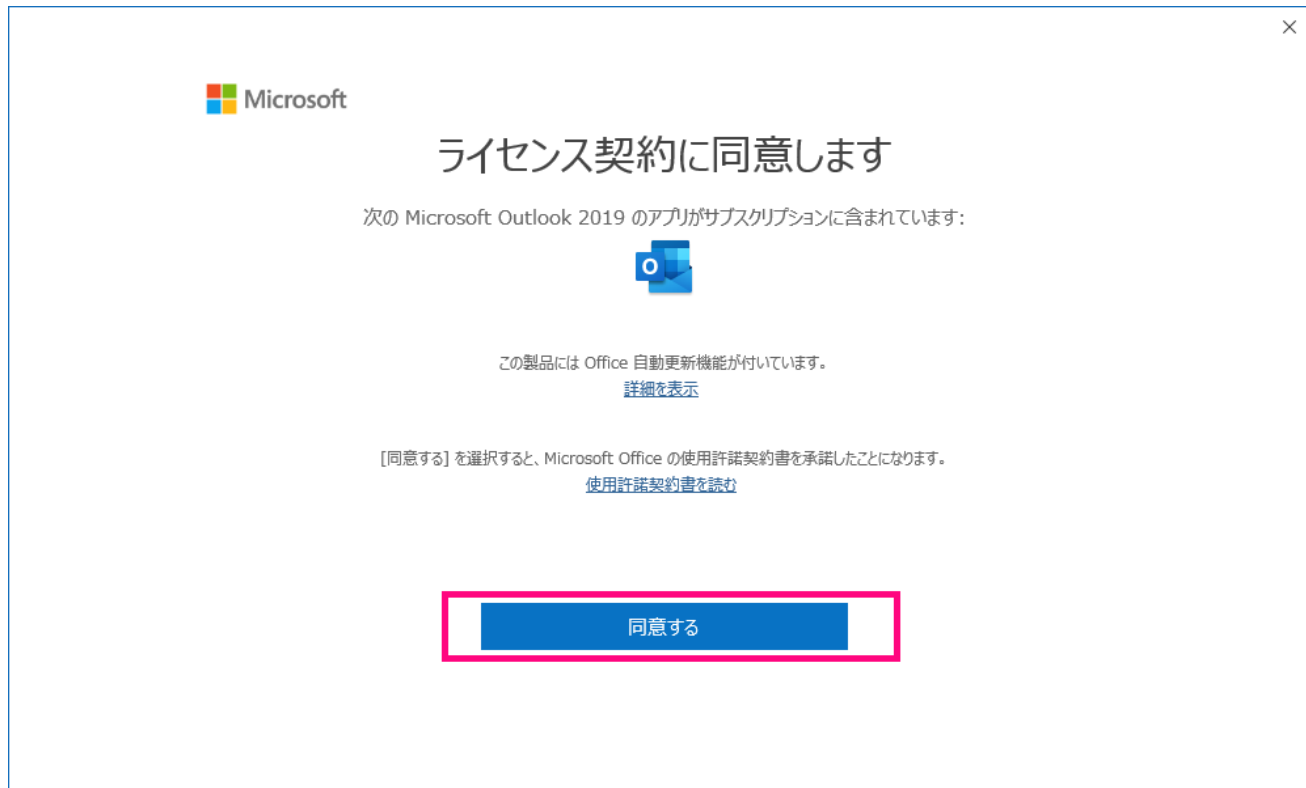 Microsoft
ライセンス契約に同意します
次の Microsoft Outlook 2019 のアプリがサブスクリプションに含まれています:
この製品には Office 自動更新機能が付いています。
詳細を表示
[同意する] を選択すると、Microsoft Office の使用許諾契約書を承諾したことになります。
使用許諾契約書を読む
同意する